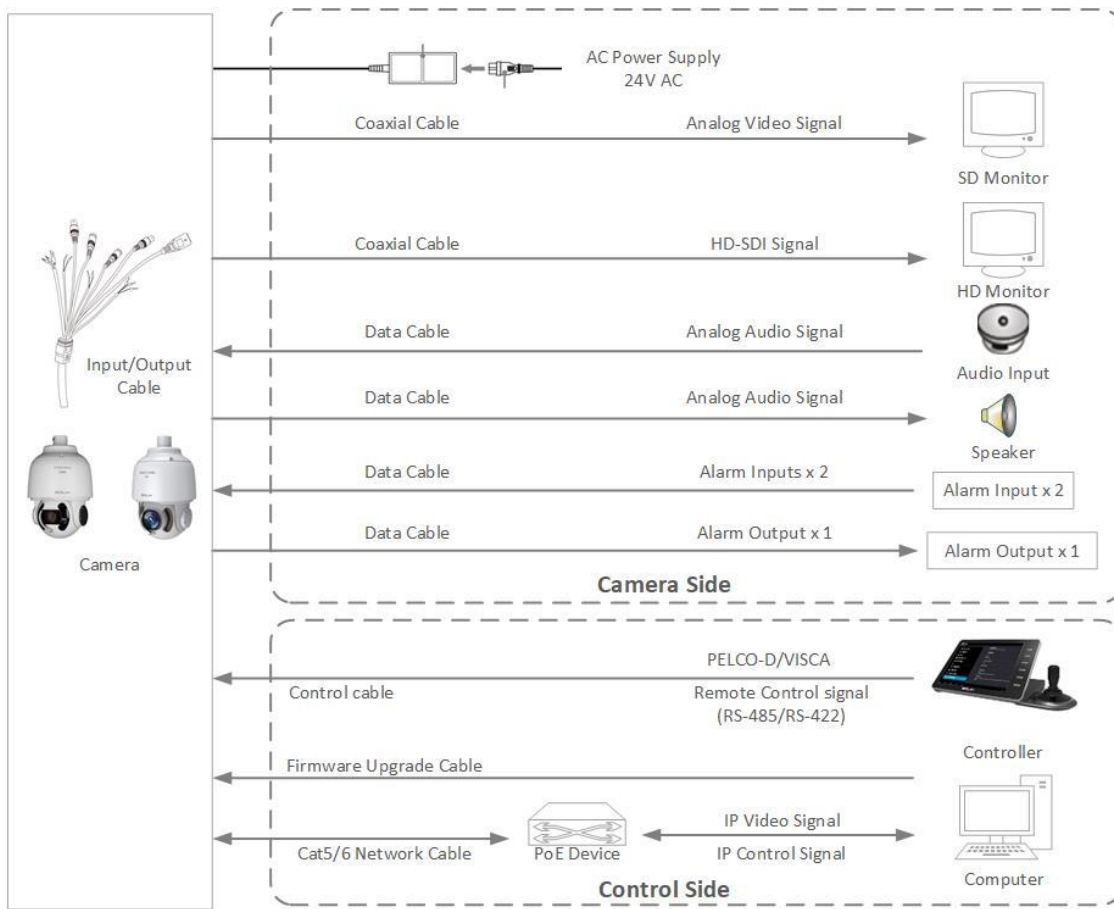 AC Power Supply
24V AC
Coaxial Cable
Analog Video Signal
SD Monitor
Coaxial Cable
HD-SDI Signal
HD Monitor
Data Cable
Analog Audio Signal
Audio Input
Input/Output
Cable
Data Cable
Analog Audio Signal
Speaker
Data Cable
Alarm Inputs x 2
Alarm Input x 2
Data Cable
Alarm Output x 1
Alarm Output x 1
Camera
Camera Side
PELCO-D/VISCA
Control cable
Remote Control signal
(RS-485/RS-422)
Controller
Firmware Upgrade Cable
IP Video Signal
Cat5/6 Network Cable
PoE Device
IP Control Signal
Computer
Control Side